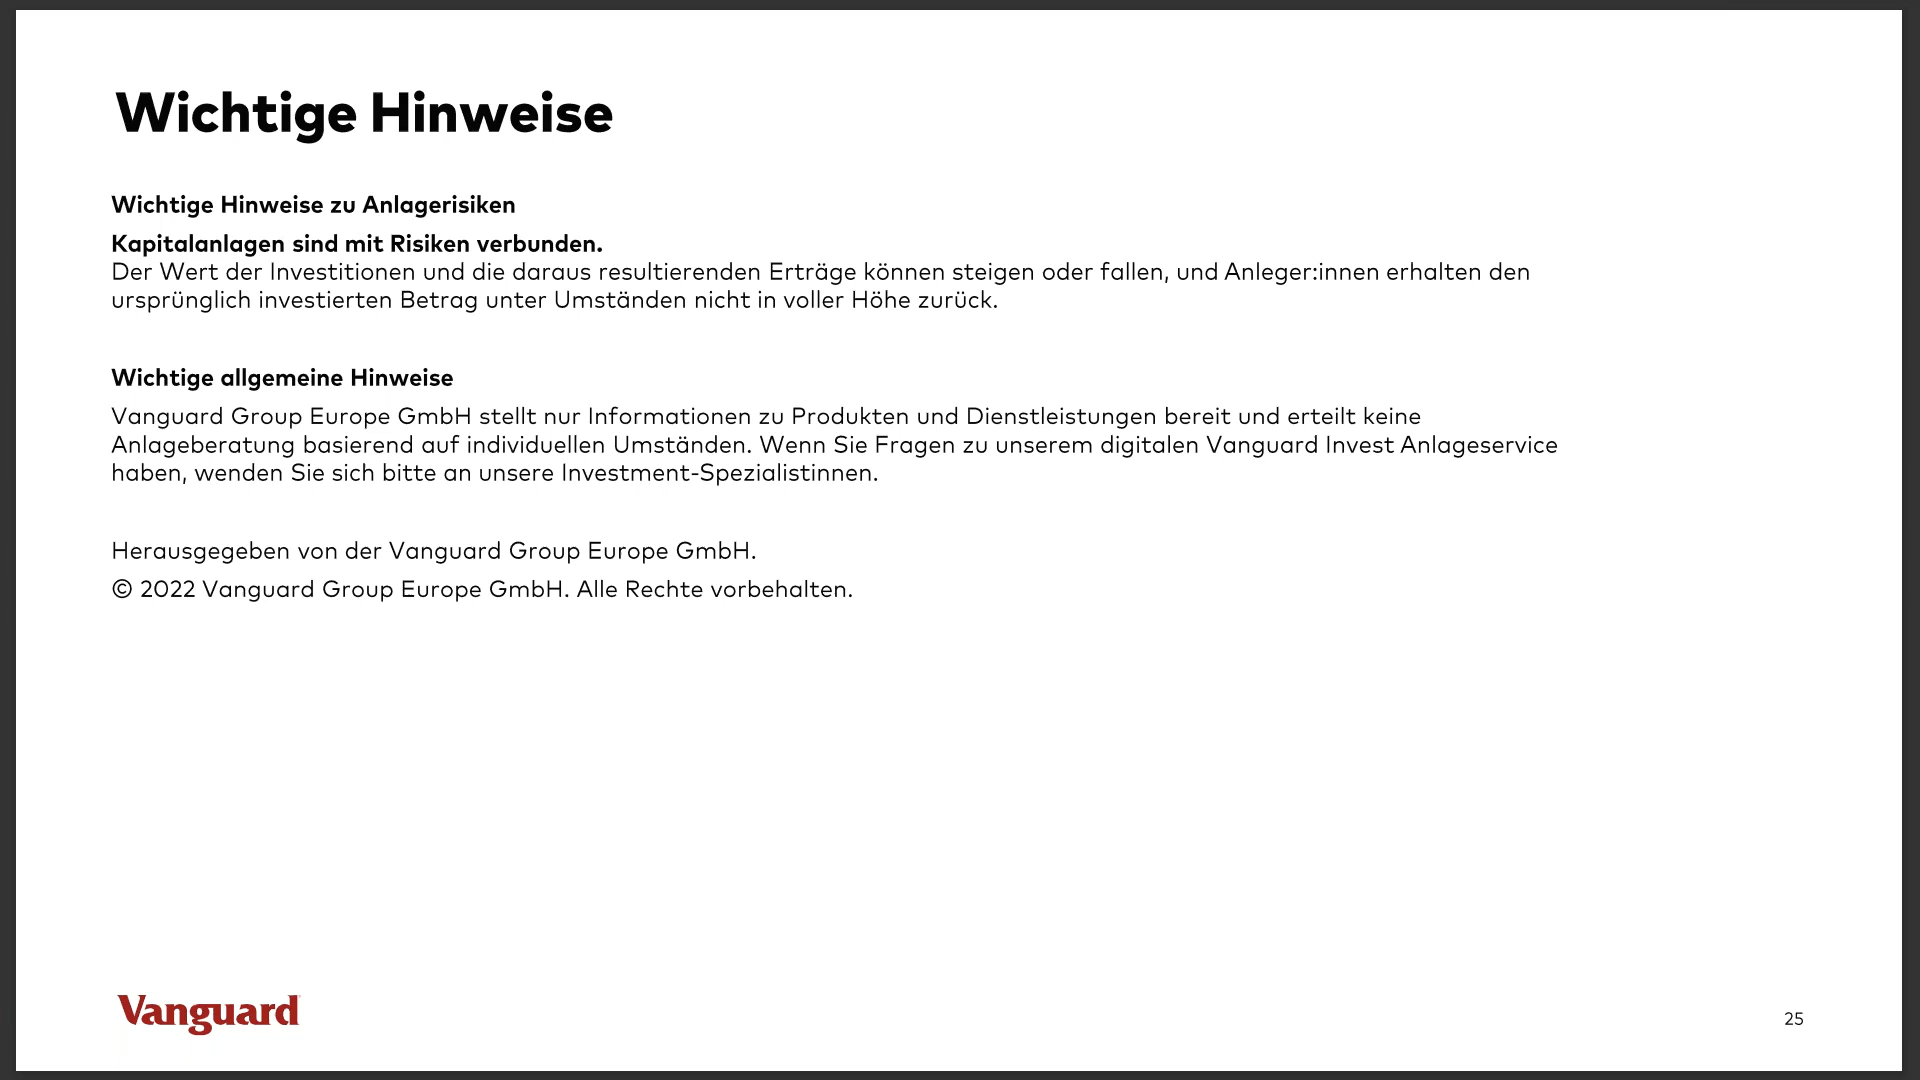 Wichtige Hinweise
Wichtige Hinweise zu Anlagerisiken
Kapitalanlagen sind mit Risiken verbunden.
Der Wert der Investitionen und die daraus resultierenden Erträge können steigen oder fallen, und Anleger:innen erhalten den
ursprünglich investierten Betrag unter Umständen nicht in voller Höhe zurück.
Wichtige allgemeine Hinweise
Vanguard Group Europe GmbH stellt nur Informationen zu Produkten und Dienstleistungen bereit und erteilt keine
Anlageberatung basierend auf individuellen Umständen. Wenn Sie Fragen zu unserem digitalen Vanguard Invest Anlageservice
haben, wenden Sie sich bitte an unsere Investment-Spezialistinnen.
Herausgegeben von der Vanguard Group Europe GmbH.
© 2022 Vanguard Group Europe GmbH. Alle Rechte vorbehalten.
Vanguard
25